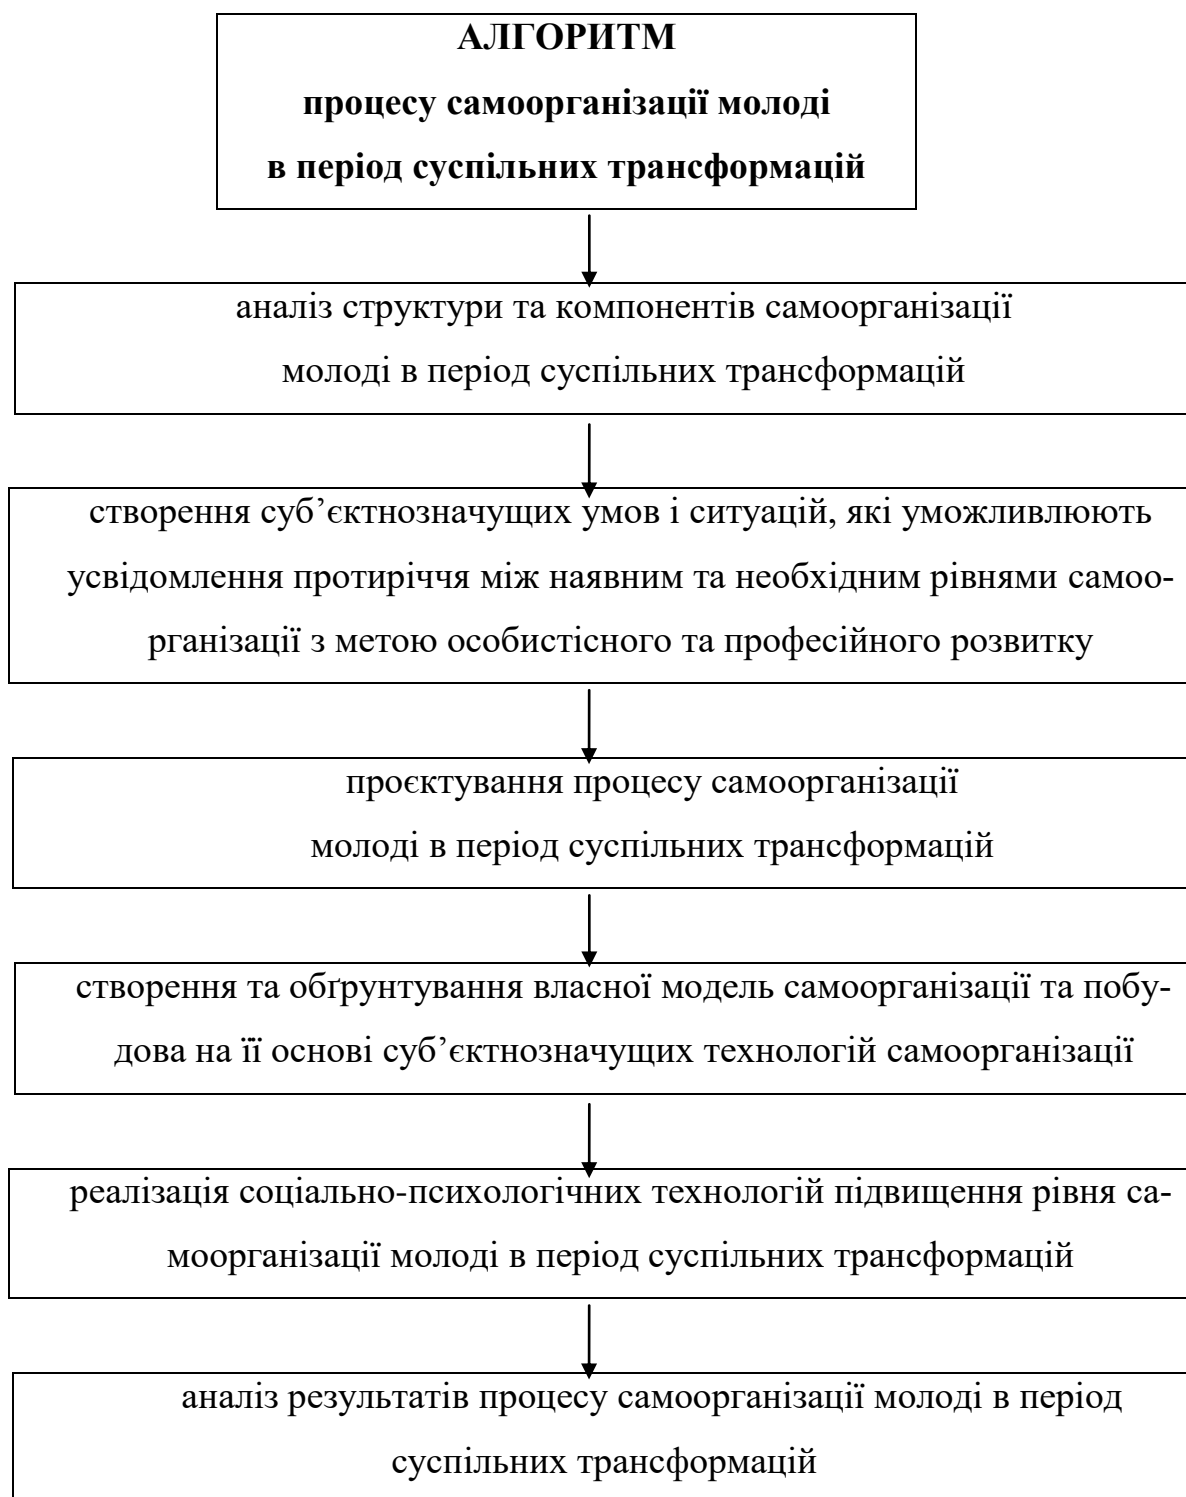 АЛГОРИТМ
процесу самоорганізації молоді
в період суспільних трансформацій
аналіз структури та компонентів самоорганізації
молоді в період суспільних трансформацій
створення суб’єктнозначущих умов і ситуацій, які уможливлюють
усвідомлення протиріччя між наявним та необхідним рівнями самоо-
рганізації з метою особистісного та професійного розвитку
проєктування процесу самоорганізації
молоді в період суспільних трансформацій
створення та обґрунтування власної модель самоорганізації та побу-
дова на її основі суб’єктнозначущих технологій самоорганізації
реалізація соціально-психологічних технологій підвищення рівня са-
моорганізації молоді в період суспільних трансформацій
аналіз результатів процесу самоорганізації молоді в період
суспільних трансформацій